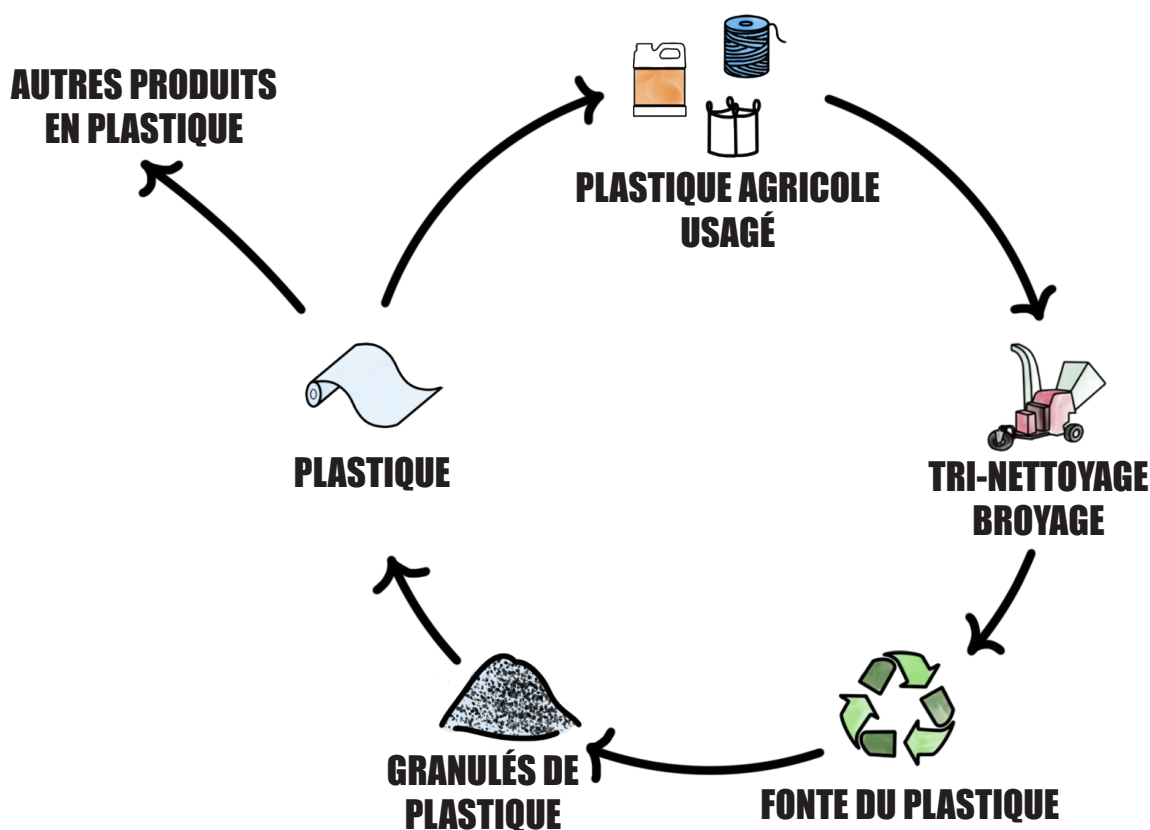 AUTRES PRODUITS
EN PLASTIQUE
PLASTIQUE AGRICOLE
USAGÉ
TRI-NETTOYAGE
BROYAGE
FONTE DU PLASTIQUE
GRANULÉS DE
PLASTIQUE
PLASTIQUE